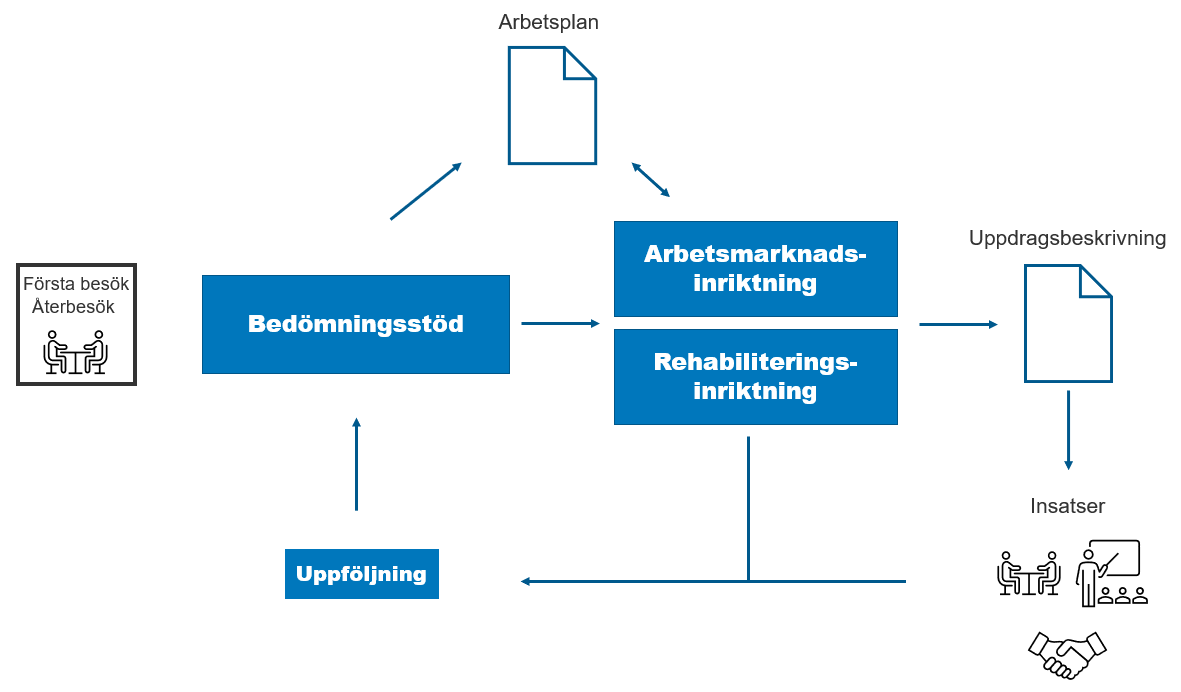 Arbetsplan
Första besök
Återbesök
Bedömningsstöd
Arbetsmarknads-
inriktning
Rehabiliterings-
inriktning
Uppdragsbeskrivning
Insatser
Uppföljning